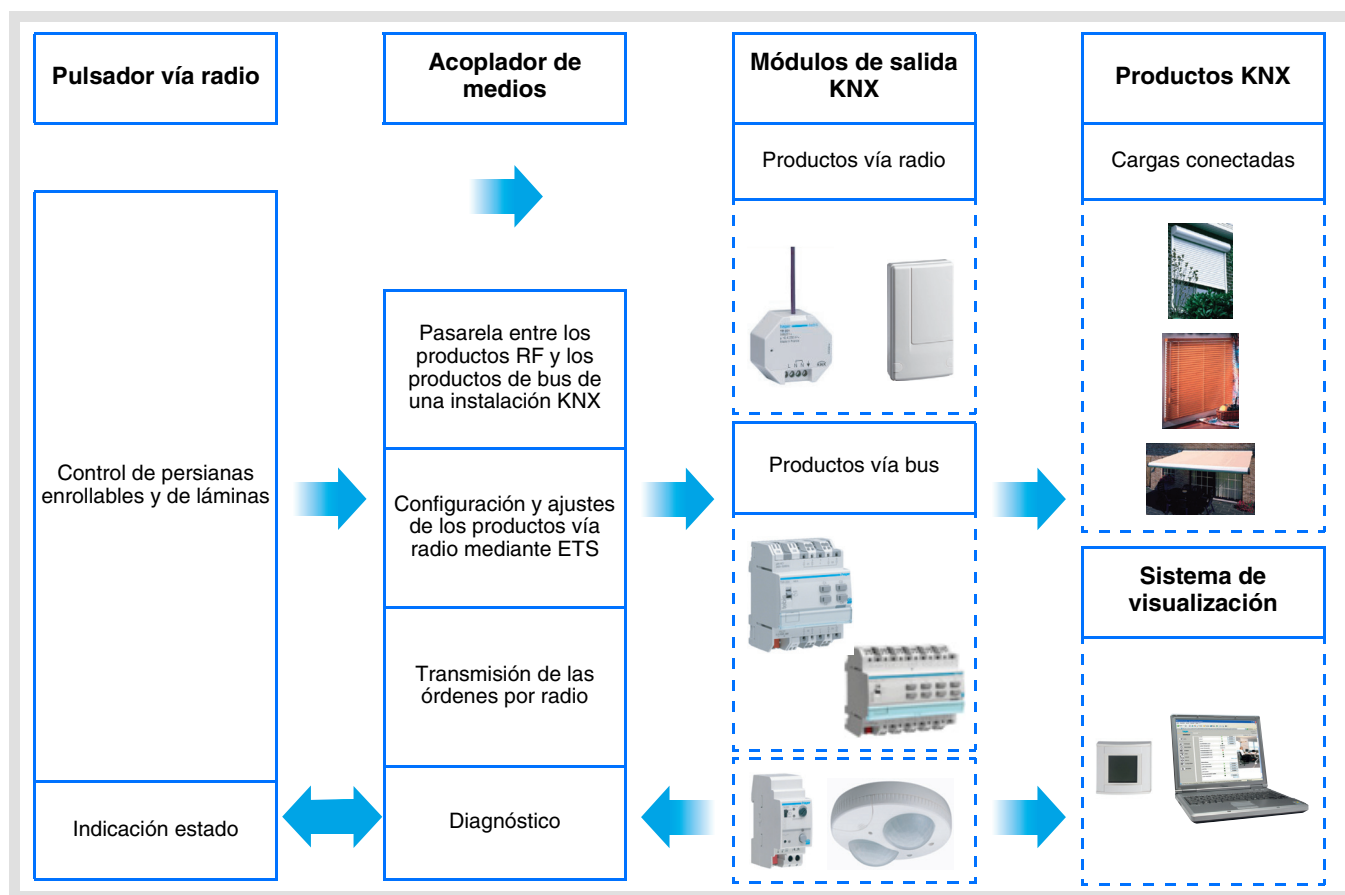 Pulsador vía radio
Acoplador de
medios
Módulos de salida
KNX
Productos KNX
Productos vía radio
Cargas conectadas
Control de persianas
enrollables y de láminas
Indicación estado
Pasarela entre los
productos RF y los
productos de bus de
una instalación KNX
Configuración y ajustes
de los productos vía
radio mediante ETS
Transmisión de las
órdenes por radio
Diagnóstico
Productos vía bus
Sistema de
visualización